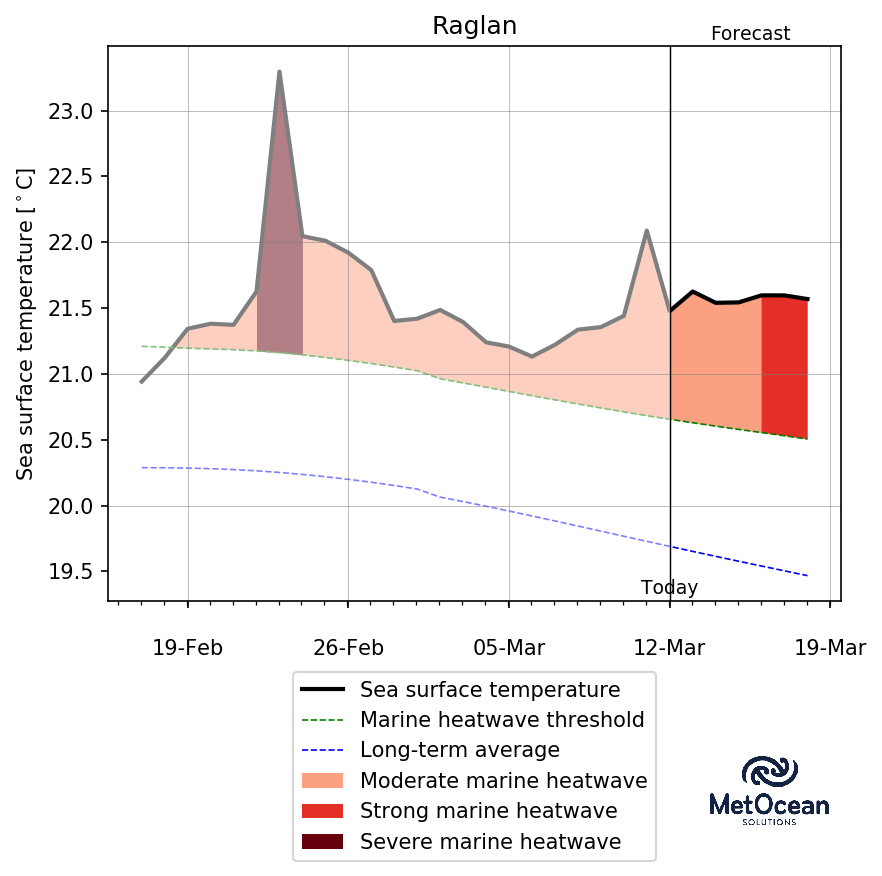 Raglan
Forecast
Sea surface temperature [°C]
23.0
22.5
22.0
21.5
21.0
20.5
20.0
19.5
Today
19-Feb 26-Feb 05-Mar 12-Mar 19-Mar
Sea surface temperature
Marine heatwave threshold
Long-term average
Moderate marine heatwave
Strong marine heatwave
Severe marine heatwave
MetOcean
SOLUTIONS